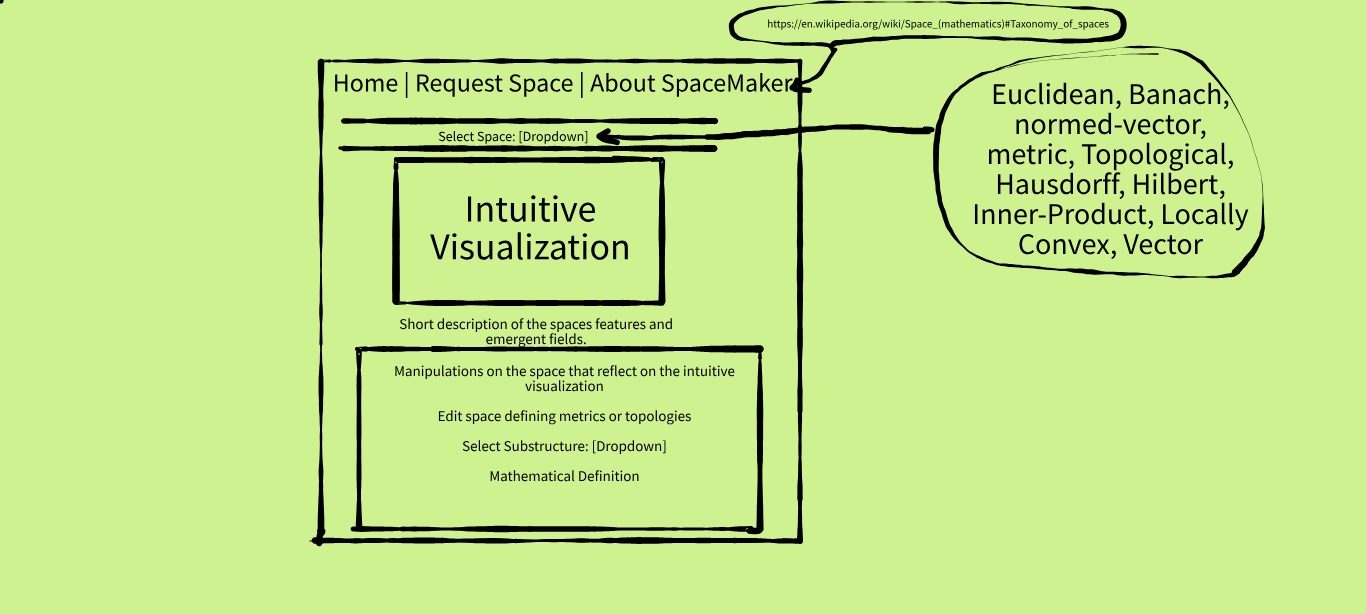 https://en.wikipedia.org/wiki/Space_(mathematics)#Taxonomy_of_spaces
Home | Request Space | About SpaceMaker
Select Space: [Dropdown]
Intuitive
Visualization
Short description of the spaces features and
emergent fields.
Manipulations on the space that reflect on the intuitive
visualization
Edit space defining metrics or topologies
Select Substructure: [Dropdown]
Mathematical Definition
Euclidean, Banach,
normed-vector,
metric, Topological,
Hausdorff, Hilbert,
Inner-Product, Locally
Convex, Vector